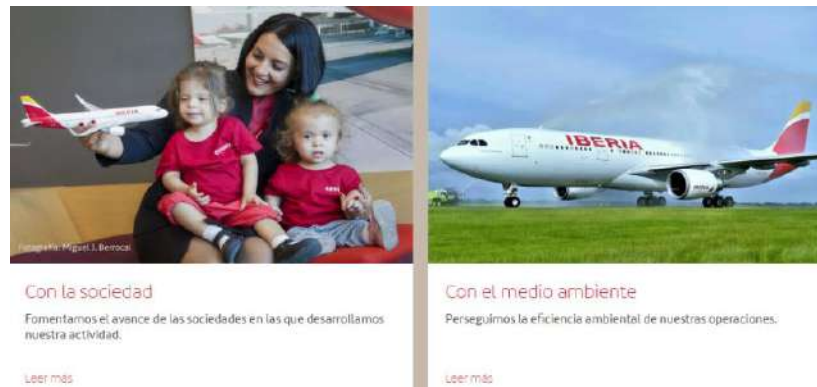 IBERIA
Fotografía: Miguel J. Berrocal
IBERIA
Con la sociedad
Fomentamos el avance de las sociedades en las que desarrollamos
nuestra actividad.
Leer más
Con el medio ambiente
Perseguimos la eficiencia ambiental de nuestras operaciones.
Leer más